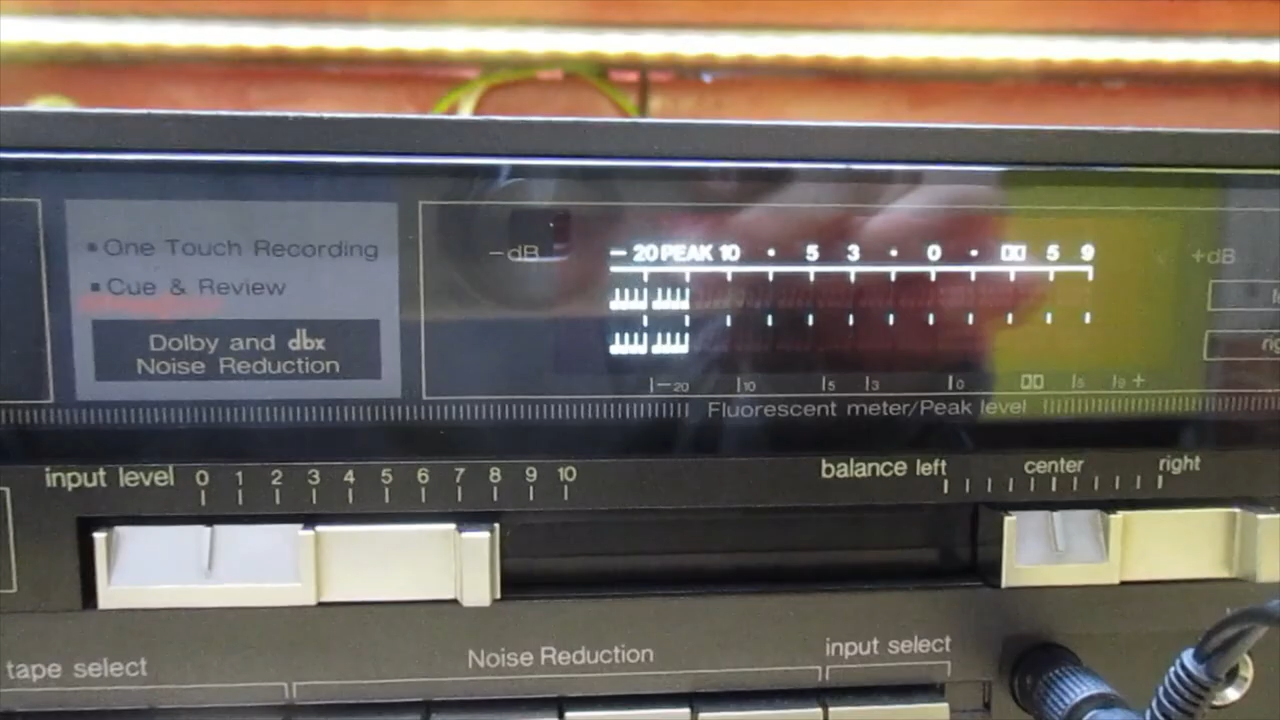 • One Touch Recording
• Cue & Review
Dolby and dbx
Noise Reduction
-dB
- 20 PEAK 10 • 5 3 • 0 • 5 9
+dB
-20 10 5 3 0 5 9 +
Fluorescent meter/Peak level
input level 0 1 2 3 4 5 6 7 8 9 10
balance left center right
tape select
Noise Reduction
input select